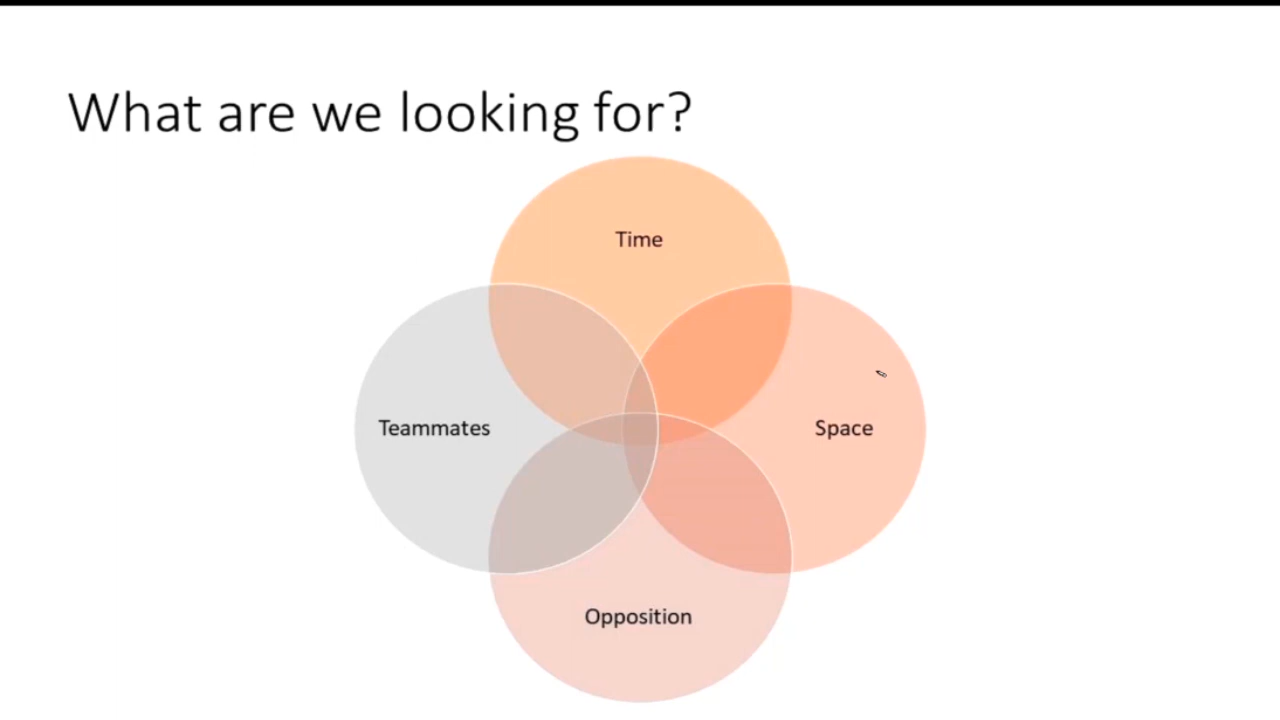 What are we looking for?
Time
Teammates
Space
Opposition